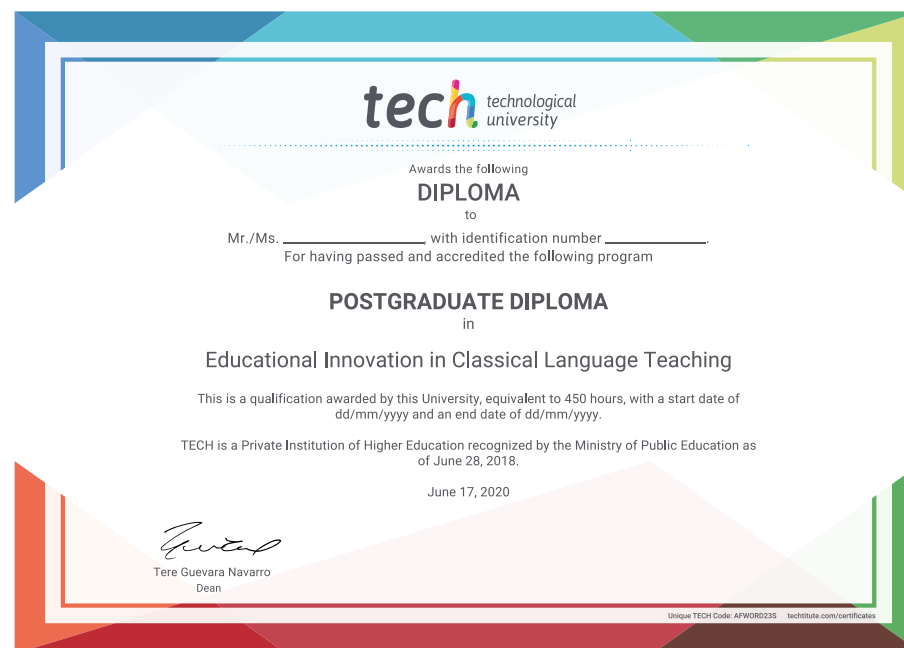 tech technological
university
Awards the following
DIPLOMA
to
Mr./Ms. ____________________, with identification number ______________.
For having passed and accredited the following program
POSTGRADUATE DIPLOMA
in
Educational Innovation in Classical Language Teaching
This is a qualification awarded by this University, equivalent to 450 hours, with a start date of
dd/mm/yyyy and an end date of dd/mm/yyyy.
TECH is a Private Institution of Higher Education recognized by the Ministry of Public Education as
of June 28, 2018.
June 17, 2020
Tere Guevara Navarro
Dean
Unique TECH Code: AFWORD23S techtitute.com/certificates